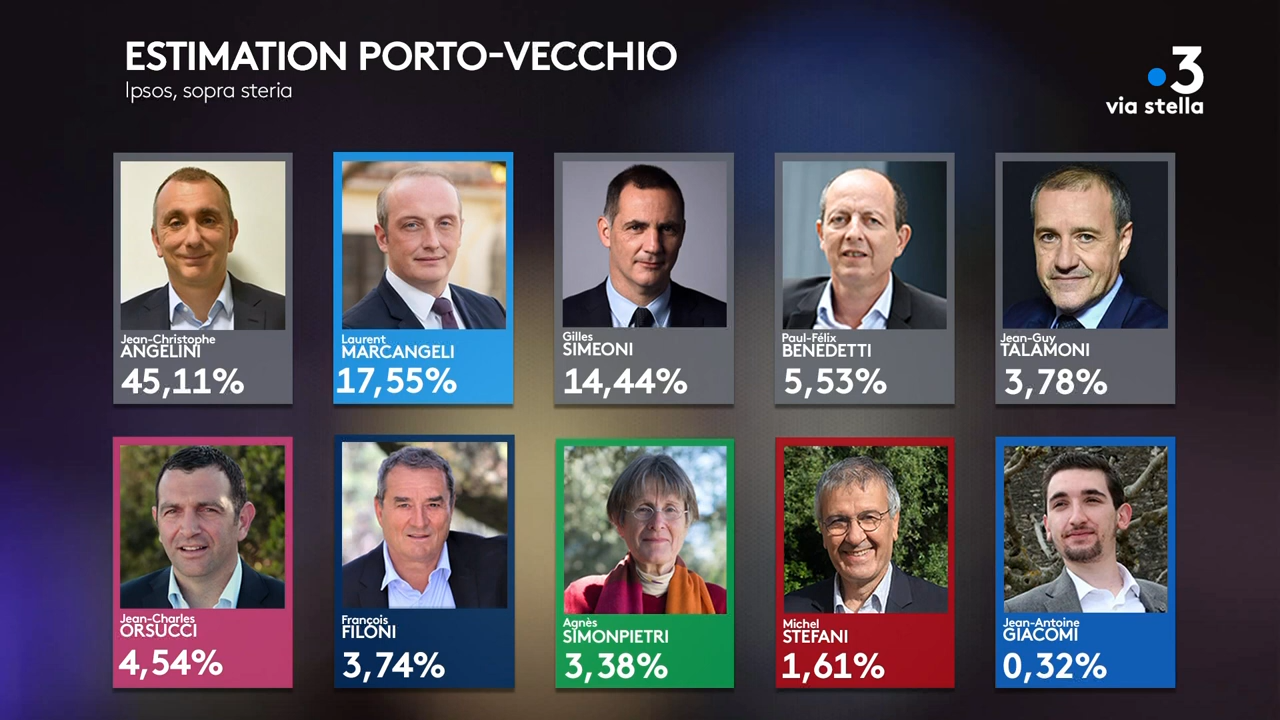 ESTIMATION PORTO-VECCHIO
Ipsos, sopra steria
3
via stella
Jean-Christophe
ANGELINI
45,11%
Laurent
MARCANGELI
17,55%
Gilles
SIMEONI
14,44%
Paul-Félix
BENEDETTI
5,53%
Jean-Guy
TALAMONI
3,78%
Jean-Charles
ORSUCCI
4,54%
François
FILONI
3,74%
Agnès
SIMONPIETRI
3,38%
Michel
STEFANI
1,61%
Jean-Antoine
GIACOMI
0,32%